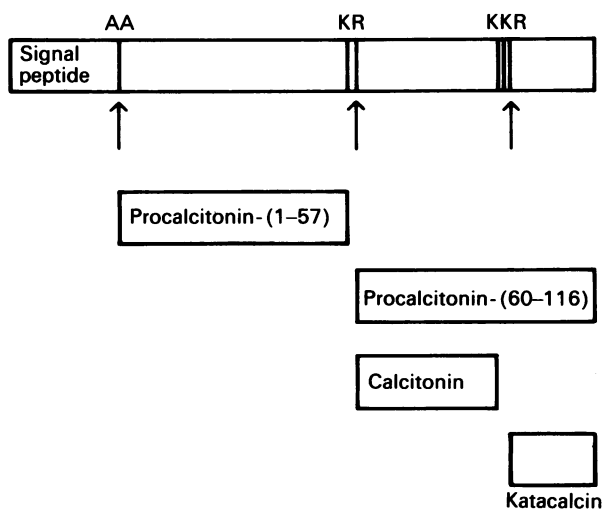 AA KR KKR
Signal
peptide
Procalcitonin-(1–57)
Procalcitonin-(60–116)
Calcitonin
Katacalcin